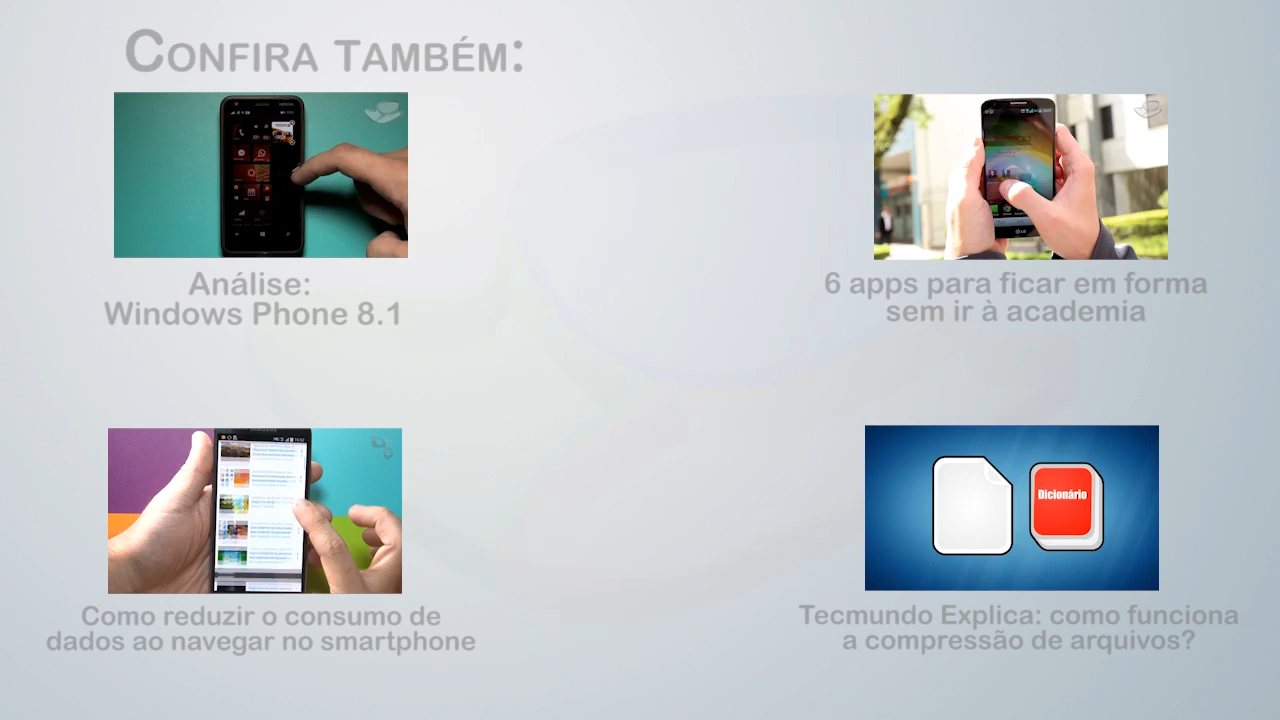 Confira Também:
Análise:
Windows Phone 8.1
6 apps para ficar em forma
sem ir à academia
Dicionário
Como reduzir o consumo de
dados ao navegar no smartphone
Tecmundo Explica: como funciona
a compressão de arquivos?